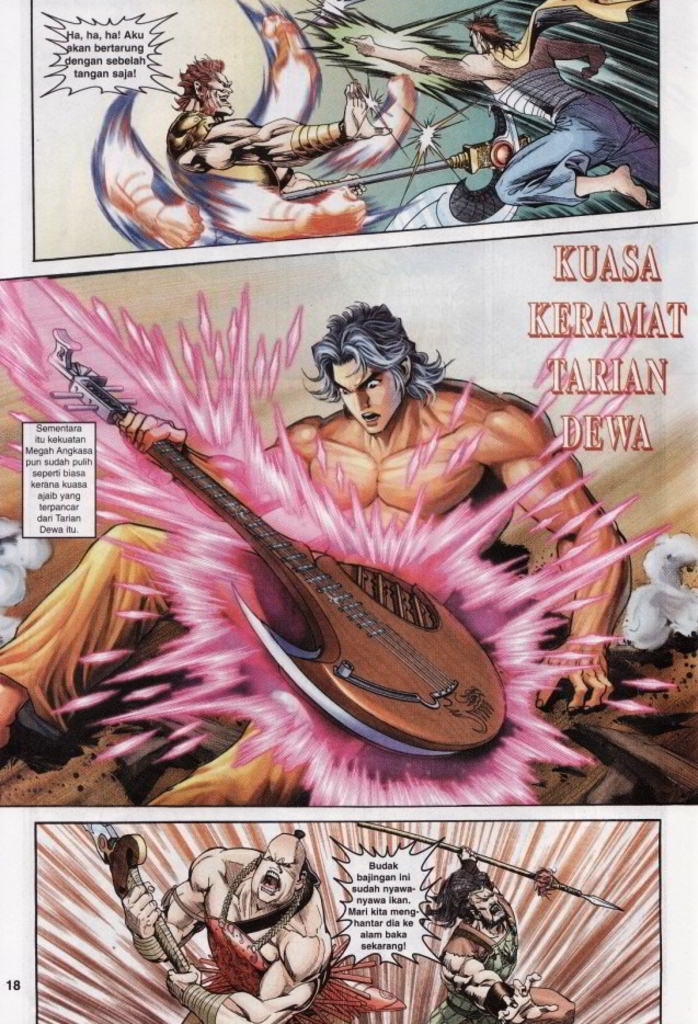 Ha, ha, ha! Aku
akan bertarung
dengan sebelah
tangan saja!
KUASA
KERAMAT
TARIAN
DEWA
Sementara
itu kekuatan
Megah Angkasa
pun sudah pulih
seperti biasa
kerana kuasa
ajaib yang
terpancar
dari Tarian
Dewa itu.
Budak
bajingan ini
sudah nyawa-
nyawa ikan.
Mari kita meng-
hantar dia ke
alam baka
sekarang!
18